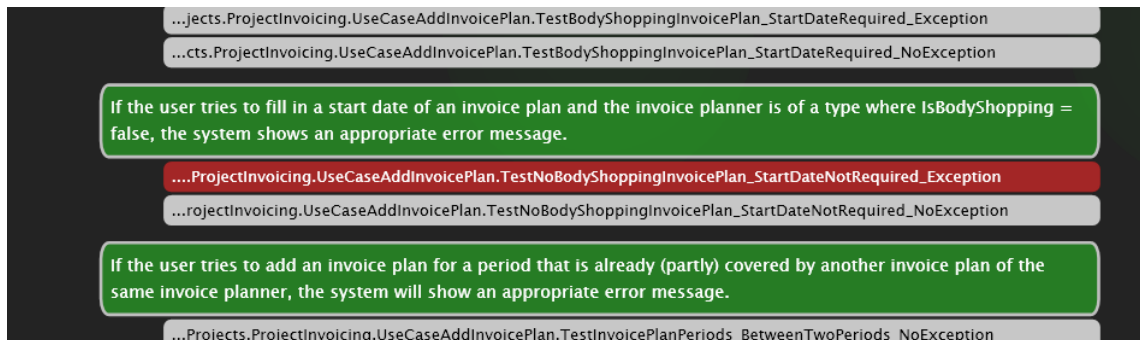 ...jects.ProjectInvoicing.UseCaseAddInvoicePlan.TestBodyShoppingInvoicePlan_StartDateRequired_Exception
...cts.ProjectInvoicing.UseCaseAddInvoicePlan.TestBodyShoppingInvoicePlan_StartDateRequired_NoException
If the user tries to fill in a start date of an invoice plan and the invoice planner is of a type where IsBodyShopping =
false, the system shows an appropriate error message.
....ProjectInvoicing.UseCaseAddInvoicePlan.TestNoBodyShoppingInvoicePlan_StartDateNotRequired_Exception
...rojectInvoicing.UseCaseAddInvoicePlan.TestNoBodyShoppingInvoicePlan_StartDateNotRequired_NoException
If the user tries to add an invoice plan for a period that is already (partly) covered by another invoice plan of the
same invoice planner, the system will show an appropriate error message.
...Projects.ProjectInvoicing.UseCaseAddInvoicePlan.TestInvoicePlanPeriods_BetweenTwoPeriods_NoException